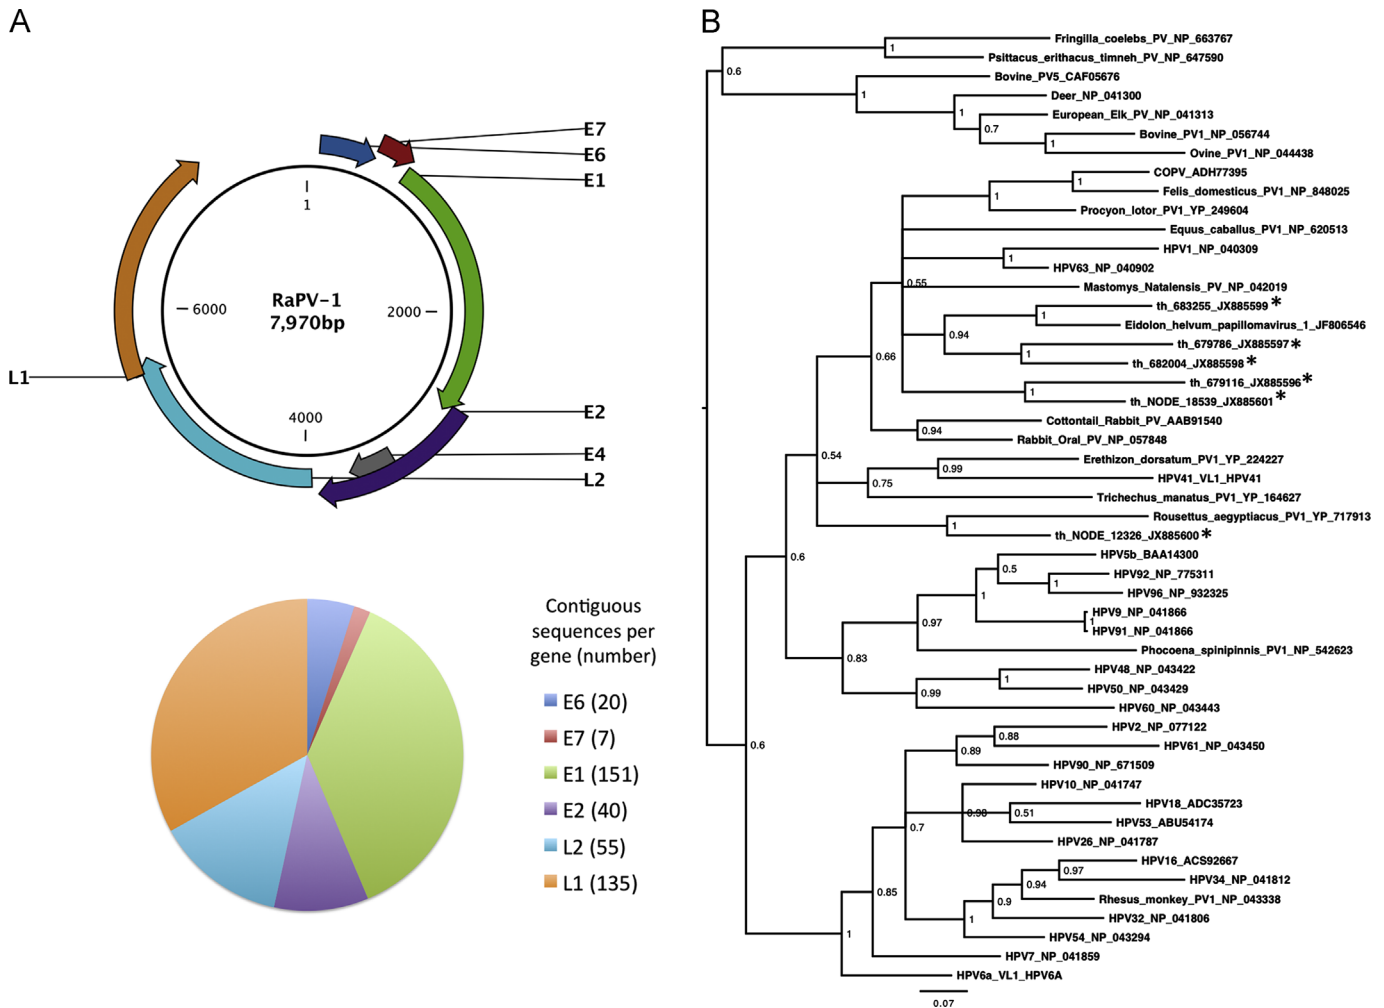 A
E7
E6
E1
1
RaPV-1
7,970bp
6000
2000
4000
L1
E2
E4
L2
Contiguous
sequences per
gene (number)
E6 (20)
E7 (7)
E1 (151)
E2 (40)
L2 (55)
L1 (135)
B
Fringilla_coelebs_PV_NP_663767
1
Psittacus_erithacus_timneh_PV_NP_647590
0.6
Bovine_PV5_CAF05676
1
Deer_NP_041300
1
European_Elk_PV_NP_041313
0.7
Bovine_PV1_NP_056744
1
Ovine_PV1_NP_044438
COPV_ADH77395
1
Felis_domesticus_PV1_NP_848025
1
Procyon_lotor_PV1_YP_249604
Equus_caballus_PV1_NP_620513
HPV1_NP_040309
1
HPV63_NP_040902
0.55
Mastomys_Natalensis_PV_NP_042019
th_683255_JX885599*
1
Eidolon_helvum_papillomavirus_1_JF806546
0.94
th_679786_JX885597*
1
th_682004_JX885598*
0.66
th_679116_JX885596*
1
th_NODE_18539_JX885601*
Cottontail_Rabbit_PV_AAB91540
0.94
Rabbit_Oral_PV_NP_057848
0.54
Erethizon_dorsatum_PV1_YP_224227
0.99
HPV41_VL1_HPV41
0.75
Trichechus_manatus_PV1_YP_164627
Rousettus_aegyptiacus_PV1_YP_717913
1
th_NODE_12326_JX885600*
0.6
HPV5b_BAA14300
0.5
HPV92_NP_775311
1
HPV96_NP_932325
1
HPV9_NP_041866
1
HPV91_NP_041866
0.97
Phocoena_spinipinnis_PV1_NP_542623
0.83
HPV48_NP_043422
1
HPV50_NP_043429
0.99
HPV60_NP_043443
0.6
HPV2_NP_077122
0.88
HPV61_NP_043450
0.89
HPV90_NP_671509
HPV10_NP_041747
HPV18_ADC35723
0.98
0.51
HPV53_ABU54174
0.7
HPV26_NP_041787
HPV16_ACS92667
0.97
HPV34_NP_041812
0.94
Rhesus_monkey_PV1_NP_043338
0.85
0.9
HPV32_NP_041806
1
HPV54_NP_043294
1
HPV7_NP_041859
HPV6a_VL1_HPV6A
0.07